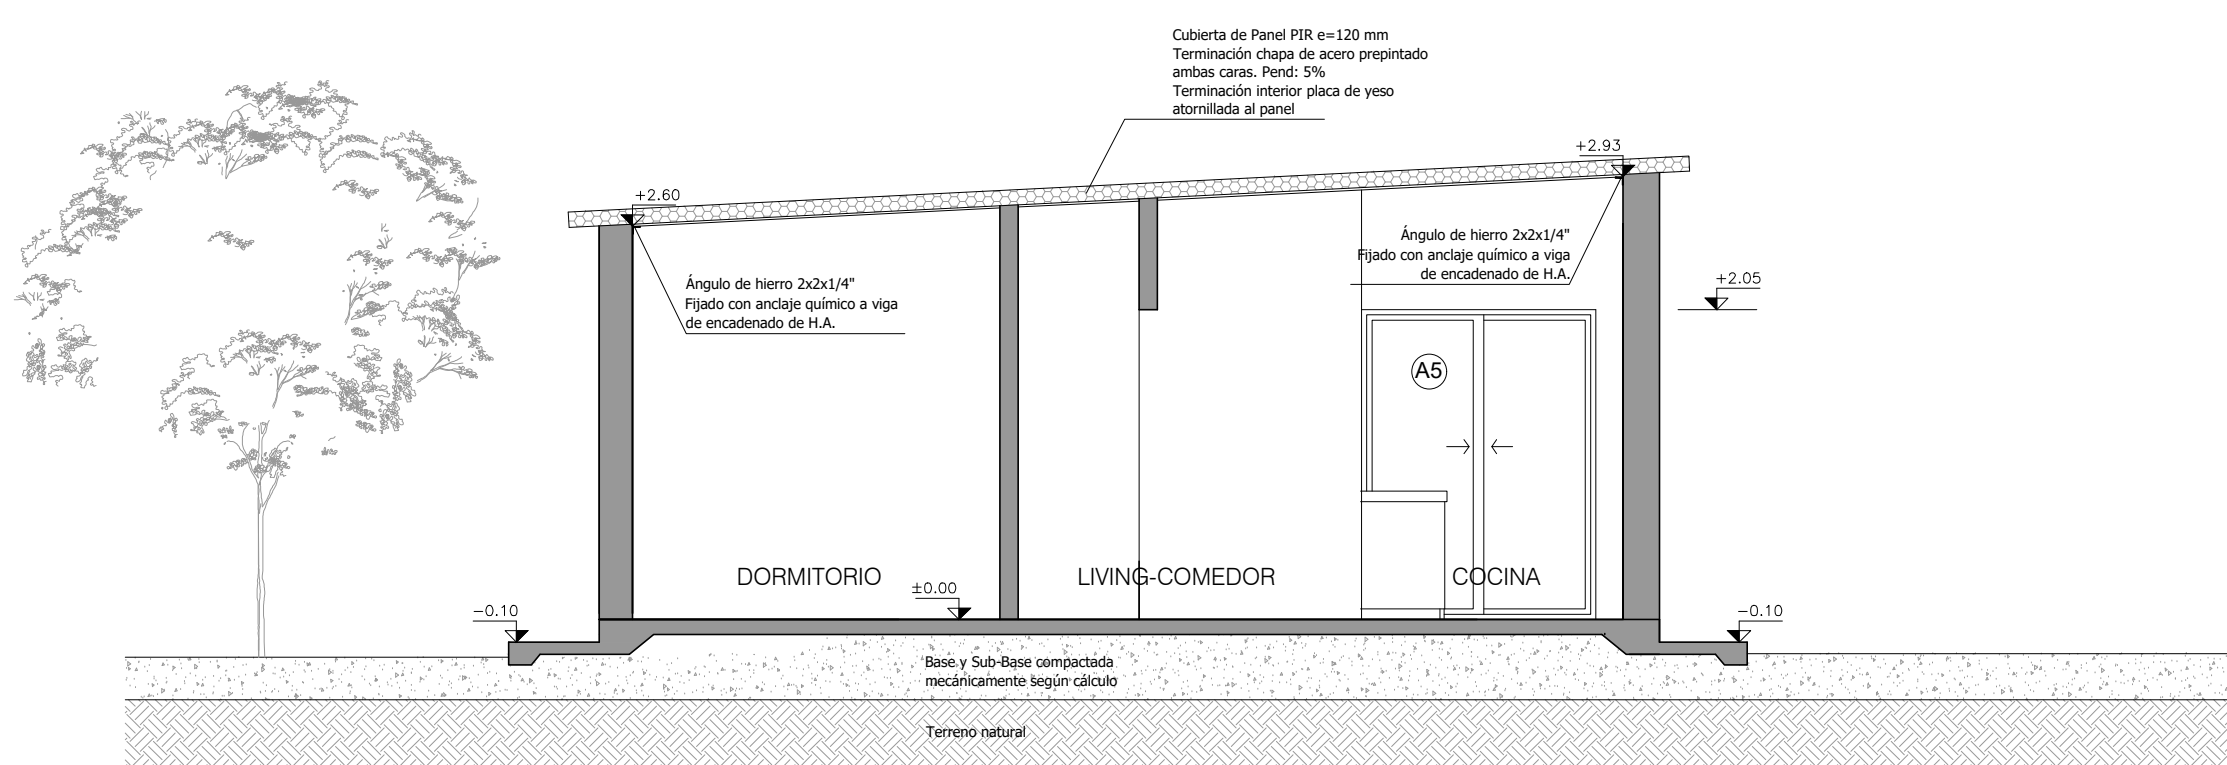 Cubierta de Panel PIR e=120 mm
Terminación chapa de acero prepintado
ambas caras. Pend: 5%
Terminación interior placa de yeso
atornillada al panel
+2.93
+2.60
Ángulo de hierro 2x2x1/4"
Fijado con anclaje químico a viga
de encadenado de H.A.
Ángulo de hierro 2x2x1/4"
Fijado con anclaje químico a viga
de encadenado de H.A.
+2.05
A5
DORMITORIO
LIVING-COMEDOR
COCINA
±0.00
−0.10
−0.10
Base y Sub-Base compactada
mecánicamente según cálculo
Terreno natural